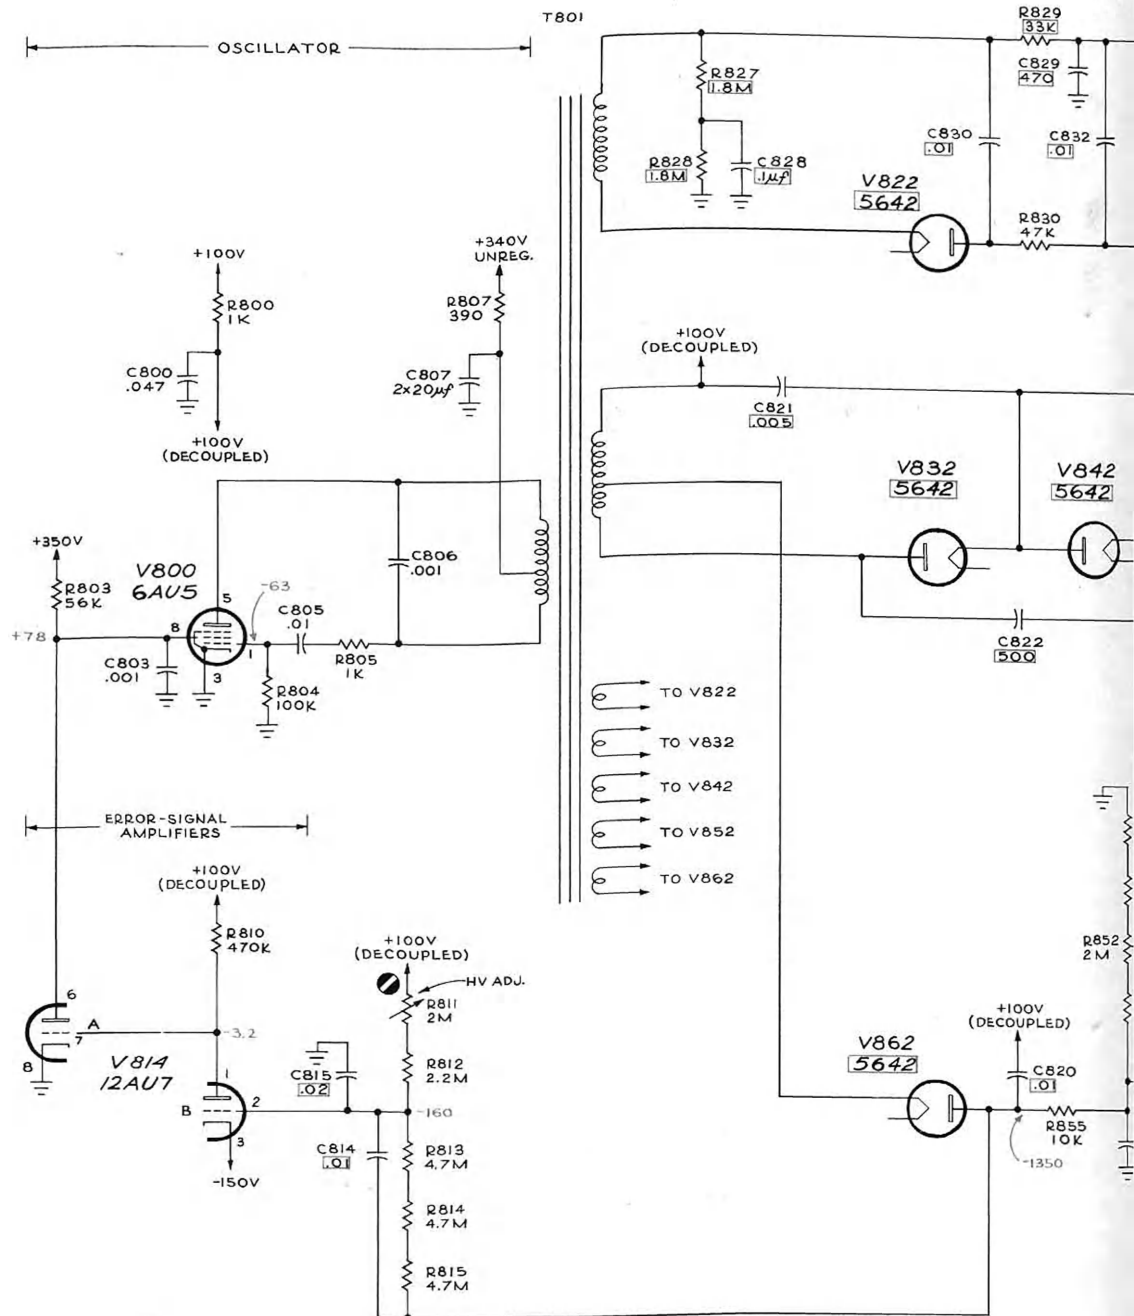 T801
OSCILLATOR
R829
33K
C829
470
R827
1.8M
C830
.01
C832
.01
R828
1.8M
C828
.1µf
V822
5642
R830
47K
+100V
+340V
UNREG.
R800
1K
R807
390
C800
.047
C807
2x20µf
+100V
(DECOUPLED)
+100V
(DECOUPLED)
C821
.005
V832
5642
V842
5642
+350V
R803
56K
V800
6AU5
-63
5
C805
.01
C806
.001
+78
8
1
3
C803
.001
R805
1K
R804
100K
C822
500
TO V822
TO V832
TO V842
TO V852
TO V862
ERROR-SIGNAL
AMPLIFIERS
+100V
(DECOUPLED)
R810
470K
+100V
(DECOUPLED)
HV ADJ.
R811
2M
R852
2M
6
A
7
8
-3.2
V814
12AU7
+100V
(DECOUPLED)
V862
5642
C820
.01
R812
2.2M
C815
.02
1
B
2
3
-160
R855
10K
-1350
C814
.01
R813
4.7M
-150V
R814
4.7M
R815
4.7M